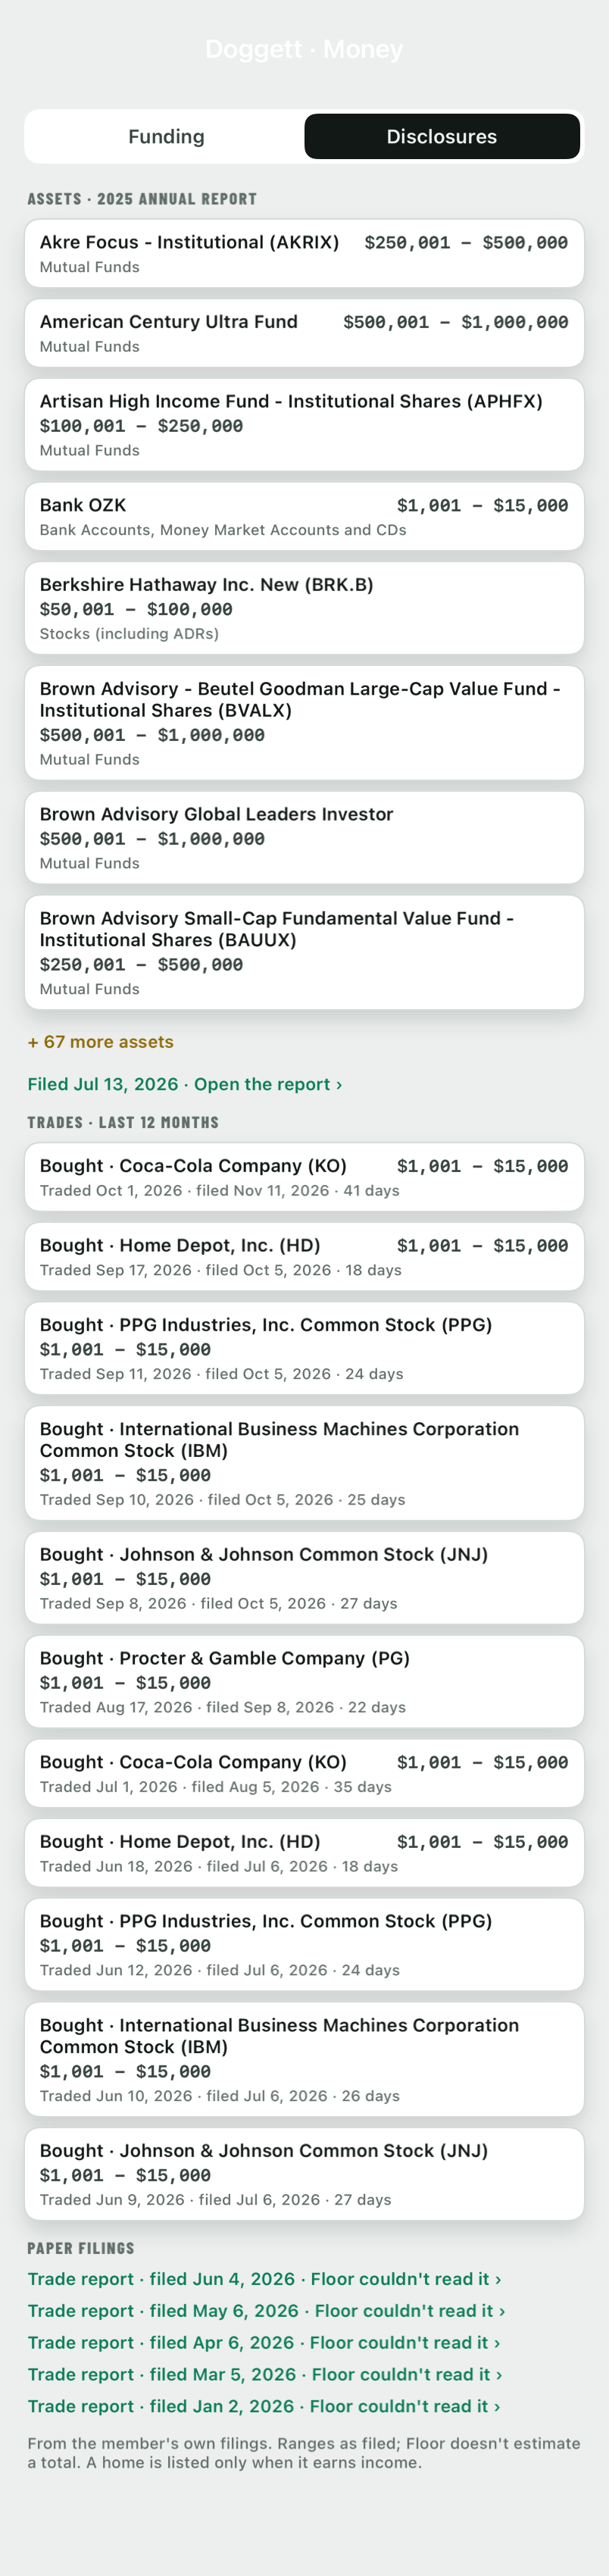 Doggett · Money
Funding
Disclosures
ASSETS · 2025 ANNUAL REPORT
Akre Focus - Institutional (AKRIX) $250,001 – $500,000
Mutual Funds
American Century Ultra Fund $500,001 – $1,000,000
Mutual Funds
Artisan High Income Fund - Institutional Shares (APHFX)
$100,001 – $250,000
Mutual Funds
Bank OZK $1,001 – $15,000
Bank Accounts, Money Market Accounts and CDs
Berkshire Hathaway Inc. New (BRK.B)
$50,001 – $100,000
Stocks (including ADRs)
Brown Advisory - Beutel Goodman Large-Cap Value Fund -
Institutional Shares (BVALX)
$500,001 – $1,000,000
Mutual Funds
Brown Advisory Global Leaders Investor
$500,001 – $1,000,000
Mutual Funds
Brown Advisory Small-Cap Fundamental Value Fund -
Institutional Shares (BAUUX)
$250,001 – $500,000
Mutual Funds
+ 67 more assets
Filed Jul 13, 2026 · Open the report ›
TRADES · LAST 12 MONTHS
Bought · Coca-Cola Company (KO) $1,001 – $15,000
Traded Oct 1, 2026 · filed Nov 11, 2026 · 41 days
Bought · Home Depot, Inc. (HD) $1,001 – $15,000
Traded Sep 17, 2026 · filed Oct 5, 2026 · 18 days
Bought · PPG Industries, Inc. Common Stock (PPG)
$1,001 – $15,000
Traded Sep 11, 2026 · filed Oct 5, 2026 · 24 days
Bought · International Business Machines Corporation
Common Stock (IBM)
$1,001 – $15,000
Traded Sep 10, 2026 · filed Oct 5, 2026 · 25 days
Bought · Johnson & Johnson Common Stock (JNJ)
$1,001 – $15,000
Traded Sep 8, 2026 · filed Oct 5, 2026 · 27 days
Bought · Procter & Gamble Company (PG)
$1,001 – $15,000
Traded Aug 17, 2026 · filed Sep 8, 2026 · 22 days
Bought · Coca-Cola Company (KO) $1,001 – $15,000
Traded Jul 1, 2026 · filed Aug 5, 2026 · 35 days
Bought · Home Depot, Inc. (HD) $1,001 – $15,000
Traded Jun 18, 2026 · filed Jul 6, 2026 · 18 days
Bought · PPG Industries, Inc. Common Stock (PPG)
$1,001 – $15,000
Traded Jun 12, 2026 · filed Jul 6, 2026 · 24 days
Bought · International Business Machines Corporation
Common Stock (IBM)
$1,001 – $15,000
Traded Jun 10, 2026 · filed Jul 6, 2026 · 26 days
Bought · Johnson & Johnson Common Stock (JNJ)
$1,001 – $15,000
Traded Jun 9, 2026 · filed Jul 6, 2026 · 27 days
PAPER FILINGS
Trade report · filed Jun 4, 2026 · Floor couldn't read it ›
Trade report · filed May 6, 2026 · Floor couldn't read it ›
Trade report · filed Apr 6, 2026 · Floor couldn't read it ›
Trade report · filed Mar 5, 2026 · Floor couldn't read it ›
Trade report · filed Jan 2, 2026 · Floor couldn't read it ›
From the member's own filings. Ranges as filed; Floor doesn't estimate
a total. A home is listed only when it earns income.